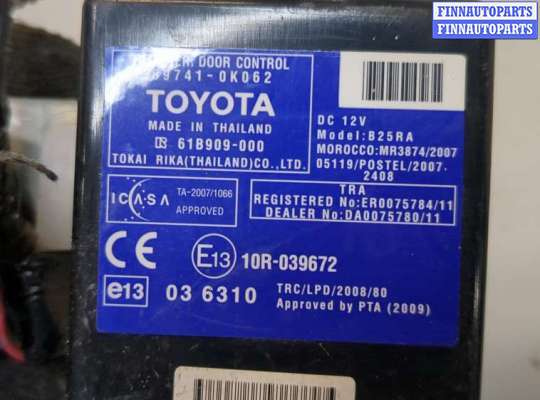 FINNAUTOPARTS
FINNAUTOPARTS
DOOR CONTROL
89741-0K062
TOYOTA
MADE IN THAILAND
61B909-000
TOKAI RIKA(THAILAND)CO.,LTD.
DC 12V
Model:B25RA
MOROCCO:MR3874/2007
05119/POSTEL/2007.
2408
ICASA
TA-2007/1066
APPROVED
TRA
REGISTERED No:ER0075784/11
DEALER No:DA0075780/11
CE
E13 10R-039672
e13 03 6310
TRC/LPD/2008/80
Approved by PTA (2009)